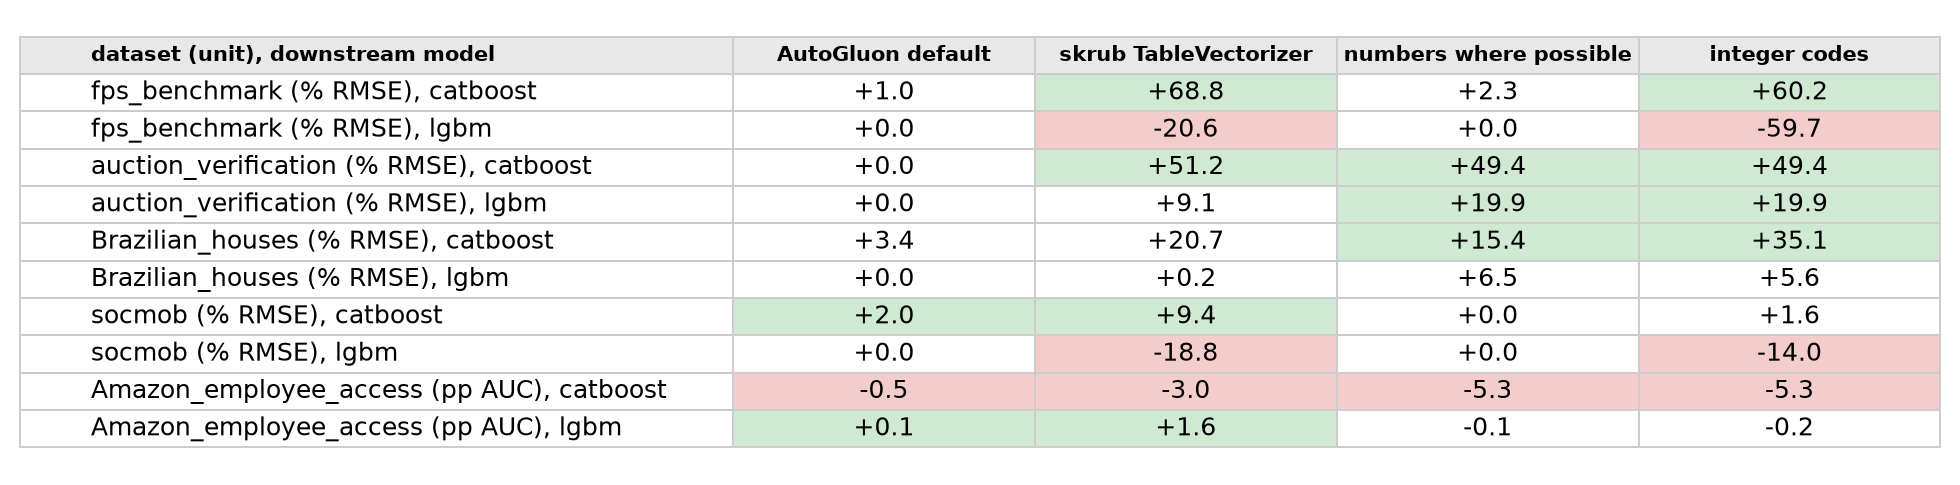 dataset (unit), downstream model AutoGluon default skrub TableVectorizer numbers where possible integer codes
fps_benchmark (% RMSE), catboost +1.0 +68.8 +2.3 +60.2
fps_benchmark (% RMSE), lgbm +0.0 -20.6 +0.0 -59.7
auction_verification (% RMSE), catboost +0.0 +51.2 +49.4 +49.4
auction_verification (% RMSE), lgbm +0.0 +9.1 +19.9 +19.9
Brazilian_houses (% RMSE), catboost +3.4 +20.7 +15.4 +35.1
Brazilian_houses (% RMSE), lgbm +0.0 +0.2 +6.5 +5.6
socmob (% RMSE), catboost +2.0 +9.4 +0.0 +1.6
socmob (% RMSE), lgbm +0.0 -18.8 +0.0 -14.0
Amazon_employee_access (pp AUC), catboost -0.5 -3.0 -5.3 -5.3
Amazon_employee_access (pp AUC), lgbm +0.1 +1.6 -0.1 -0.2